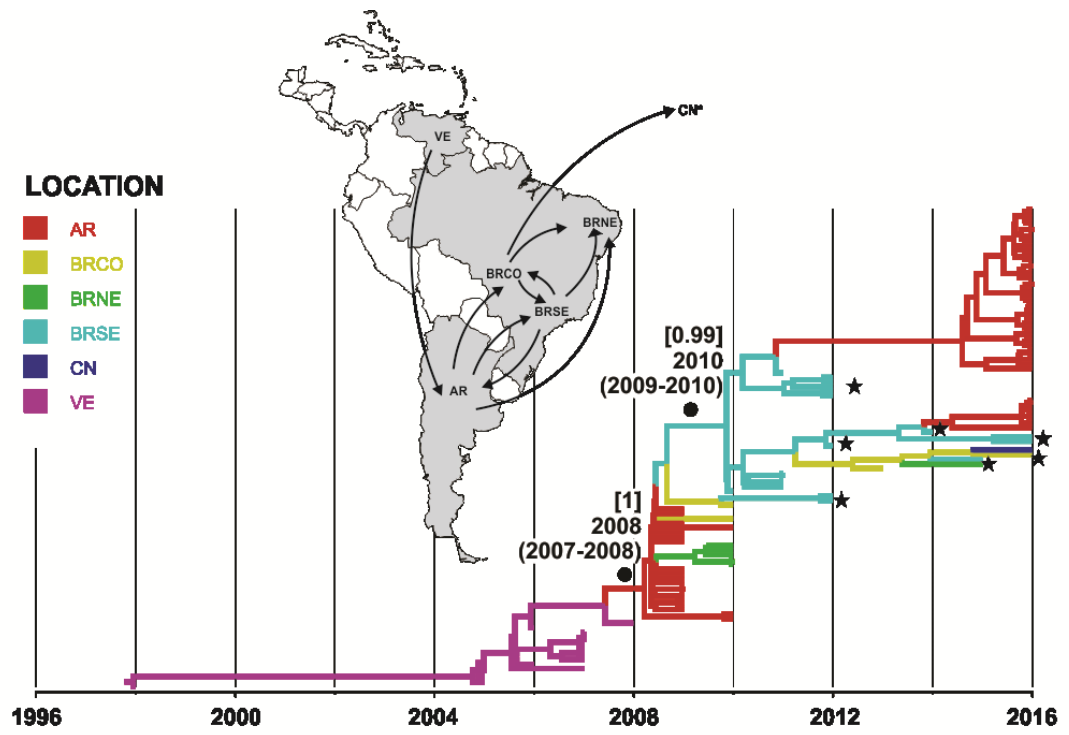 CN*
VE
LOCATION
AR
BRCO
BRNE
BRSE
CN
VE
BRNE
BRCO
BRSE
AR
[0.99]
2010
(2009-2010)
[1]
2008
(2007-2008)
1996 2000 2004 2008 2012 2016